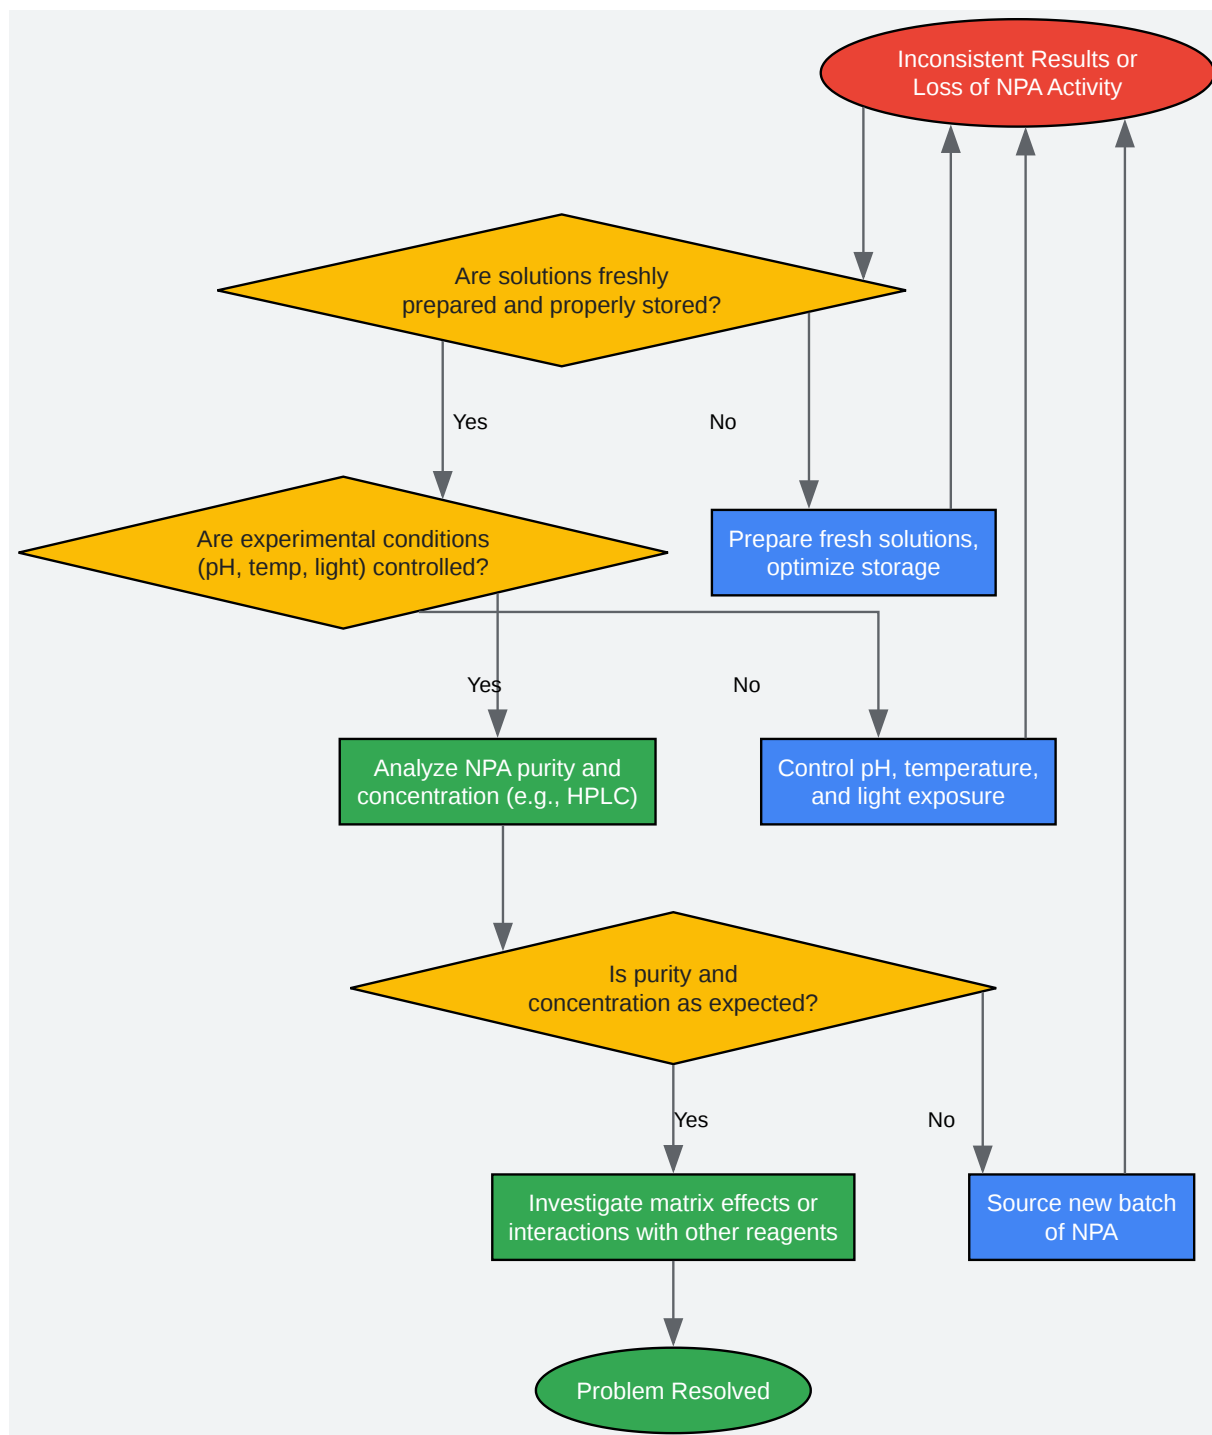 Inconsistent Results or
Loss of NPA Activity
Are solutions freshly
prepared and properly stored?
Yes
No
Are experimental conditions
(pH, temp, light) controlled?
Prepare fresh solutions,
optimize storage
Yes
No
Analyze NPA purity and
concentration (e.g., HPLC)
Control pH, temperature,
and light exposure
Is purity and
concentration as expected?
Yes
No
Investigate matrix effects or
interactions with other reagents
Source new batch
of NPA
Problem Resolved